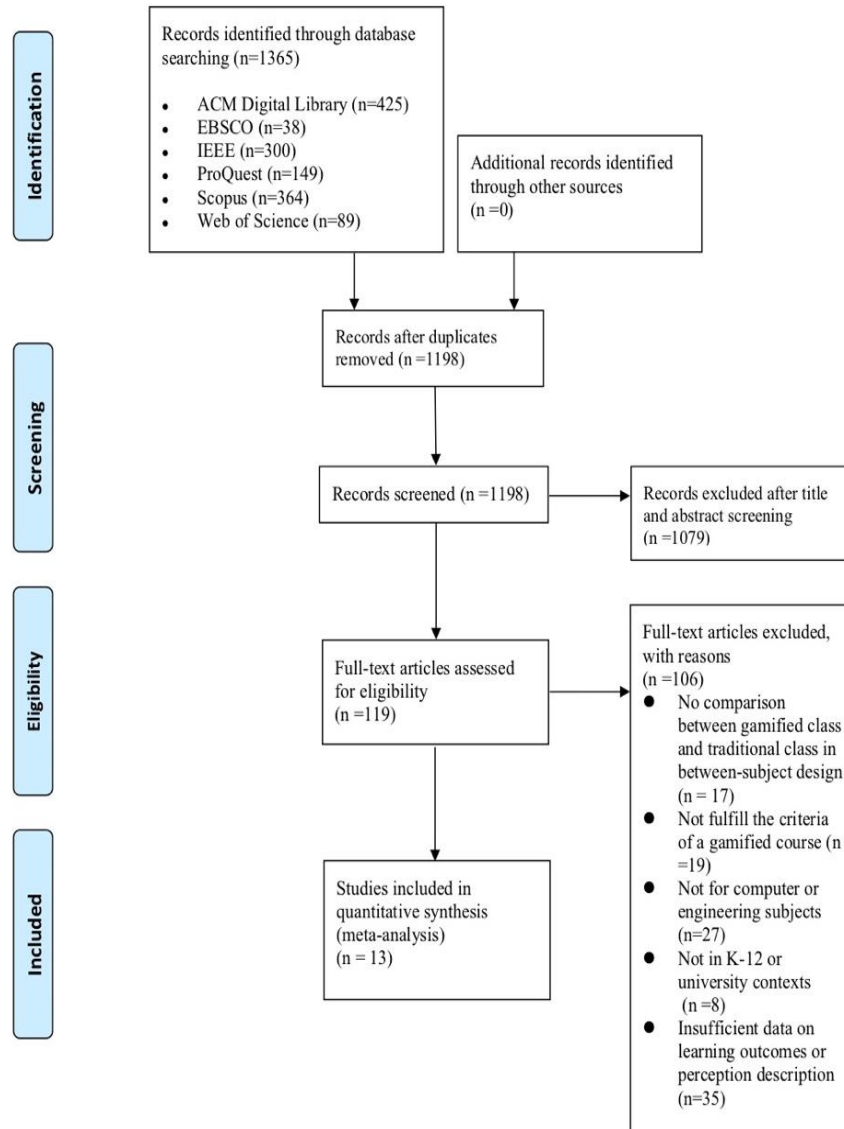 Identification
Records identified through database
searching (n=1365)
● ACM Digital Library (n=425)
● EBSCO (n=38)
● IEEE (n=300)
● ProQuest (n=149)
● Scopus (n=364)
● Web of Science (n=89)
Additional records identified
through other sources
(n =0)
Records after duplicates
removed (n =1198)
Screening
Records screened (n =1198)
Records excluded after title
and abstract screening
(n =1079)
Eligibility
Full-text articles assessed
for eligibility
(n =119)
Full-text articles excluded,
with reasons
(n =106)
● No comparison
between gamified class
and traditional class in
between-subject design
(n = 17)
● Not fulfill the criteria
of a gamified course (n
=19)
● Not for computer or
engineering subjects
(n=27)
● Not in K-12 or
university contexts
(n =8)
● Insufficient data on
learning outcomes or
perception description
(n=35)
Included
Studies included in
quantitative synthesis
(meta-analysis)
(n = 13)